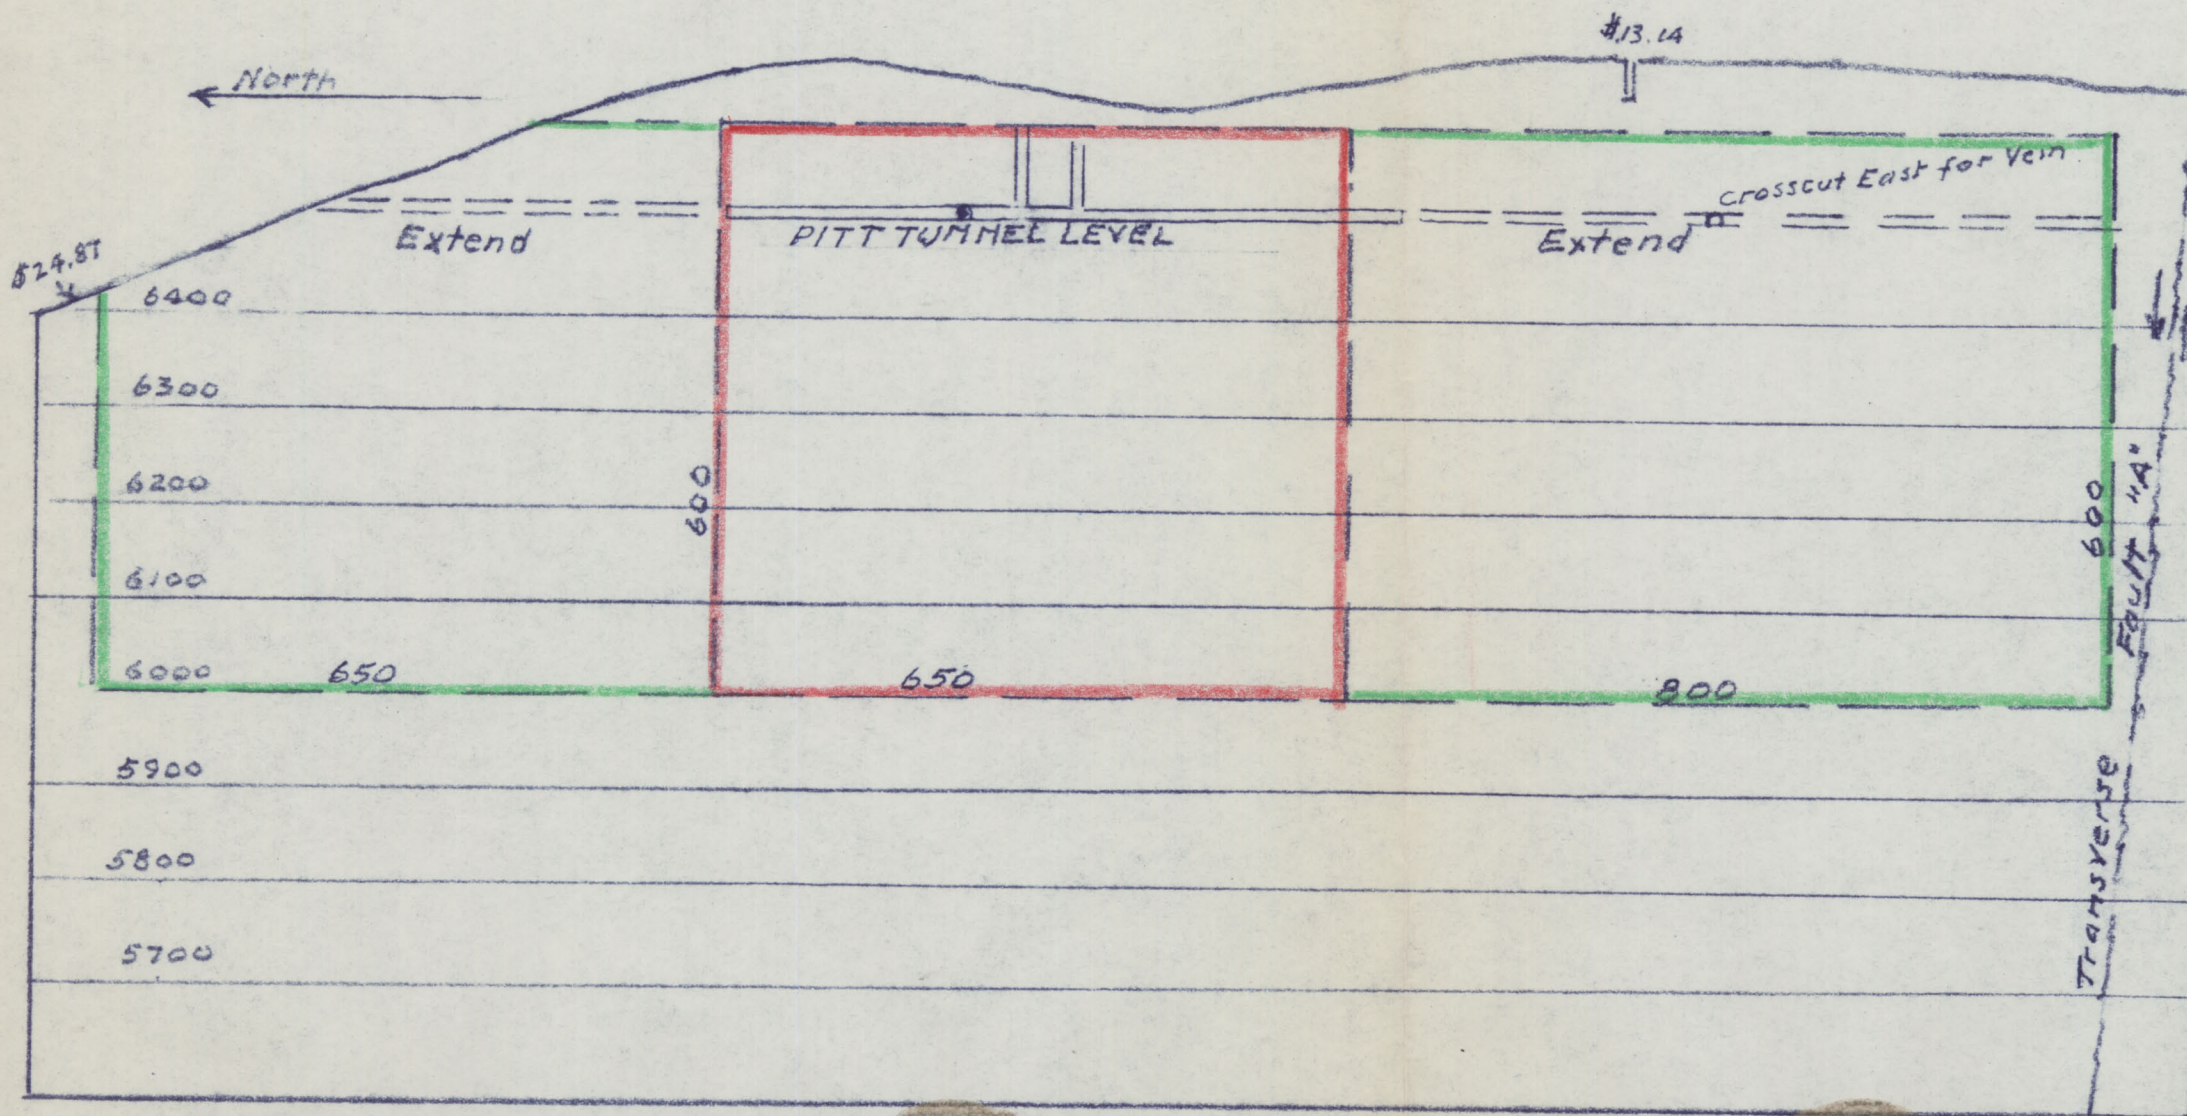 #13.14
North
crosscut East for Vein
Extend
PITT TUNNEL LEVEL
Extend
$24.87
6400
6300
6200
600
600
6100
6000
650
650
800
5900
5800
5700
Transverse Fault "A"